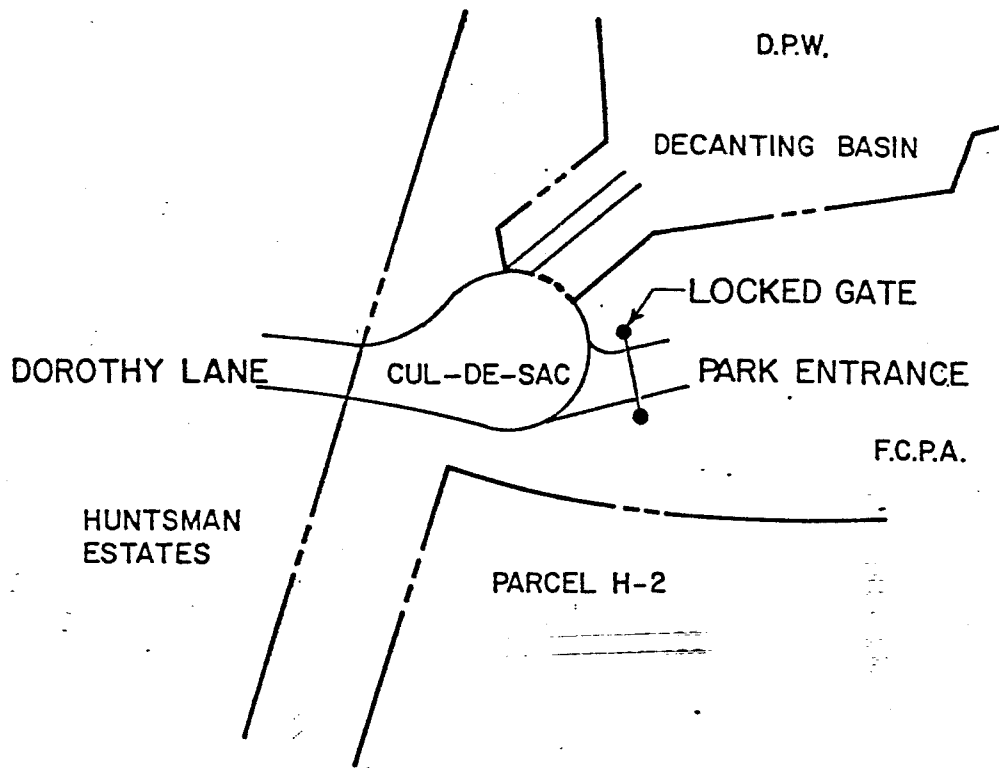 D.P.W.
DECANTING BASIN
LOCKED GATE
DOROTHY LANE
CUL-DE-SAC
PARK ENTRANCE
F.C.P.A.
HUNTSMAN
ESTATES
PARCEL H-2